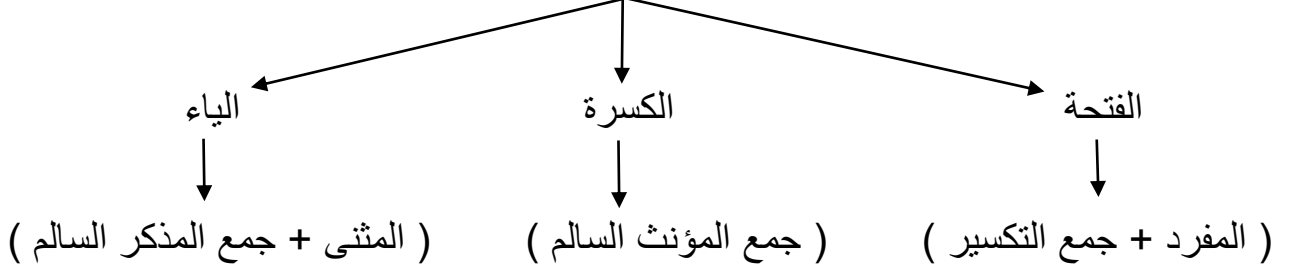 الفتحة الكسرة الياء
( المفرد + جمع التكسير ) ( جمع المؤنث السالم ) ( المثنى + جمع المذكر السالم )